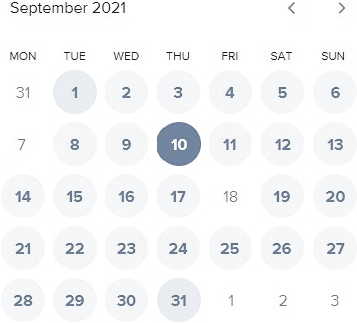 September 2021
MON TUE WED THU FRI SAT SUN
31 1 2 3 4 5 6
7 8 9 10 11 12 13
14 15 16 17 18 19 20
21 22 23 24 25 26 27
28 29 30 31 1 2 3